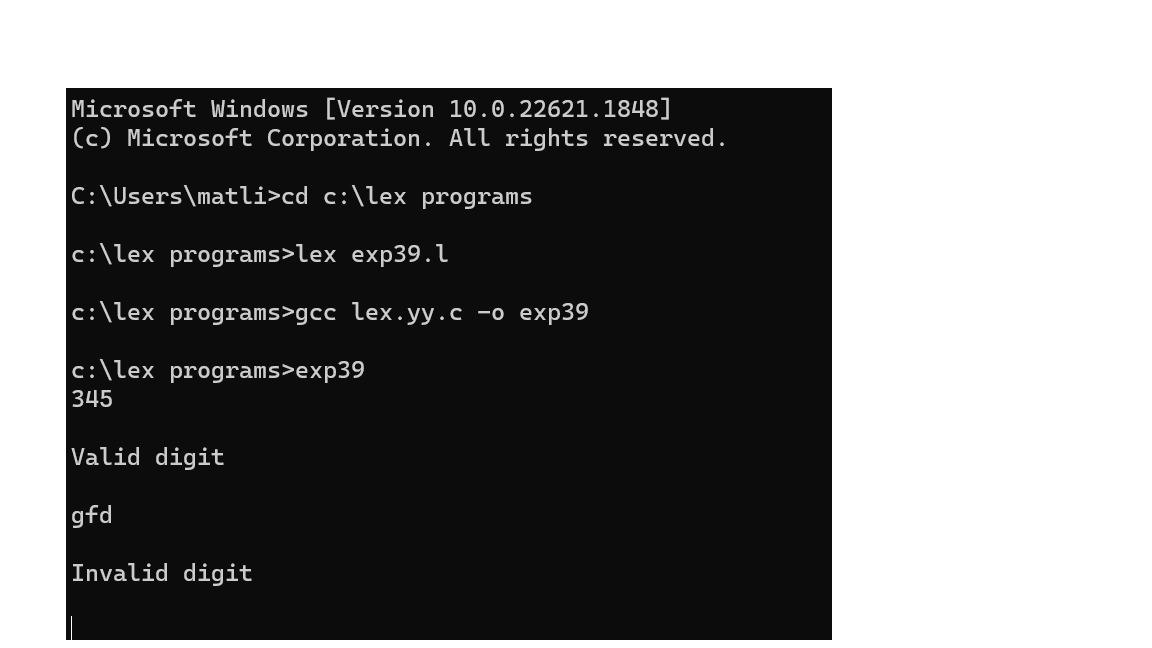 Microsoft Windows [Version 10.0.22621.1848]
(c) Microsoft Corporation. All rights reserved.
C:\Users\matli>cd c:\lex programs
c:\lex programs>lex exp39.l
c:\lex programs>gcc lex.yy.c -o exp39
c:\lex programs>exp39
345
Valid digit
gfd
Invalid digit